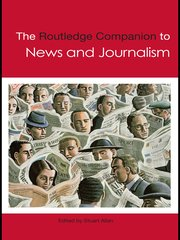 The Routledge Companion to
News and Journalism
Edited by Stuart Allan